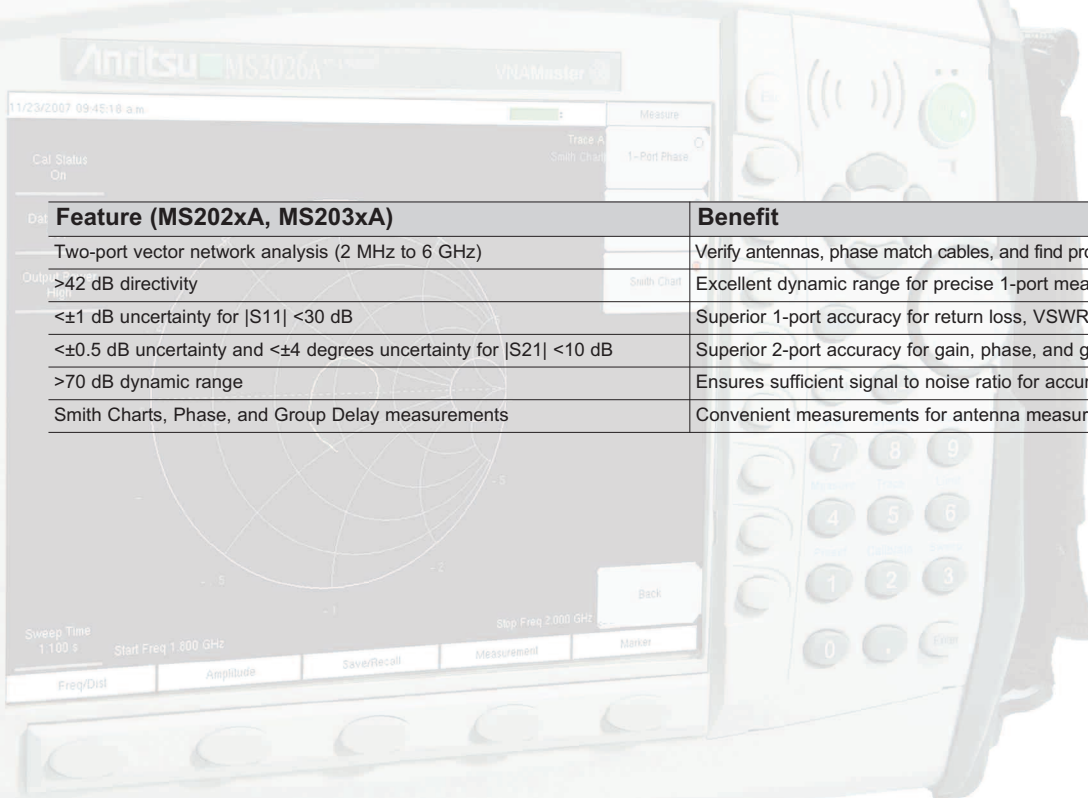 Anritsu MS2026A VNA Master
11/23/2007 09:45:18 a.m.
Measure
Trace A
Cal Status
On
Smith Chart
1-Port Phase
Feature (MS202xA, MS203xA) Benefit
Two-port vector network analysis (2 MHz to 6 GHz) Verify antennas, phase match cables, and find
>42 dB directivity Excellent dynamic range for precise 1-port
<±1 dB uncertainty for |S11| <30 dB Superior 1-port accuracy for return loss, VSWR
<±0.5 dB uncertainty and <±4 degrees uncertainty for |S21| <10 dB Superior 2-port accuracy for gain, phase, and
>70 dB dynamic range Ensures sufficient signal to noise ratio for
Smith Charts, Phase, and Group Delay measurements Convenient measurements for antenna
Output Power
High
Smith Chart
7 8 9
4 5 6
1 2 3
0 . Enter
Back
Sweep Time
1.100 s
Start Freq 1.800 GHz
Stop Freq 2.000 GHz
Freq/Dist Amplitude Save/Recall Measurement Marker